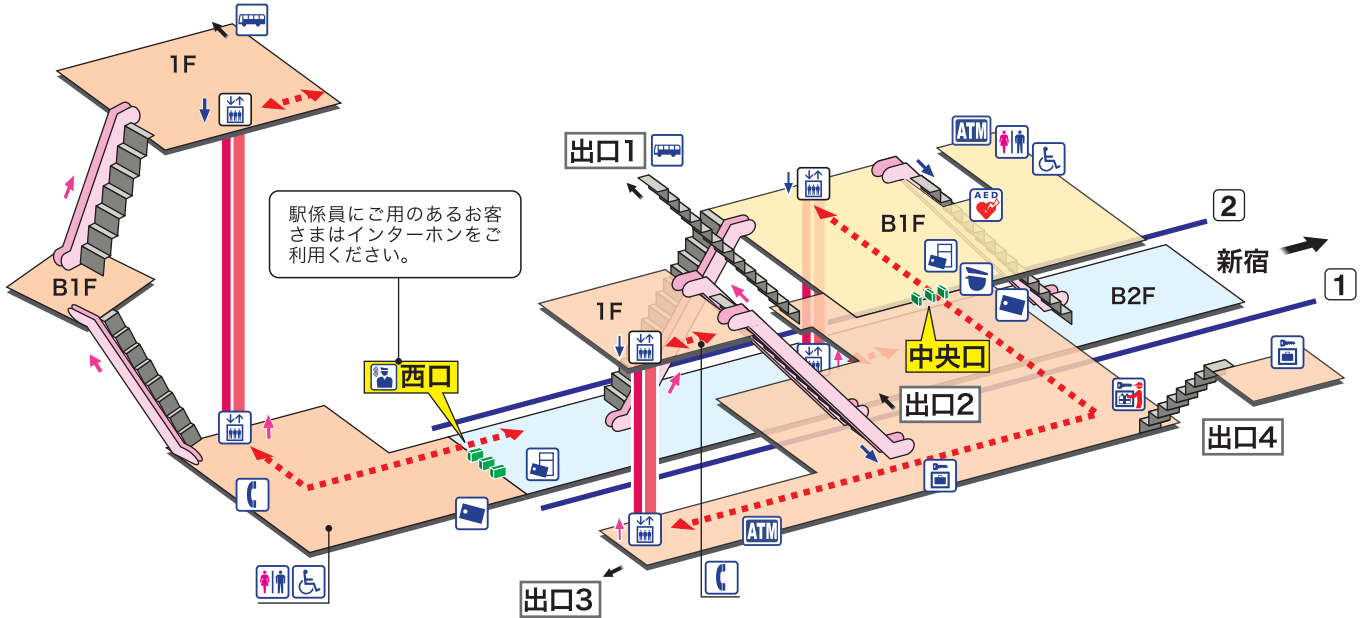 1F
B1F
駅係員にご用のあるお客
さまはインターホンをご
利用ください。
西口
出口1
1F
B1F
ATM
AED
2
新宿
1
B2F
中央口
出口2
出口4
ATM
出口3